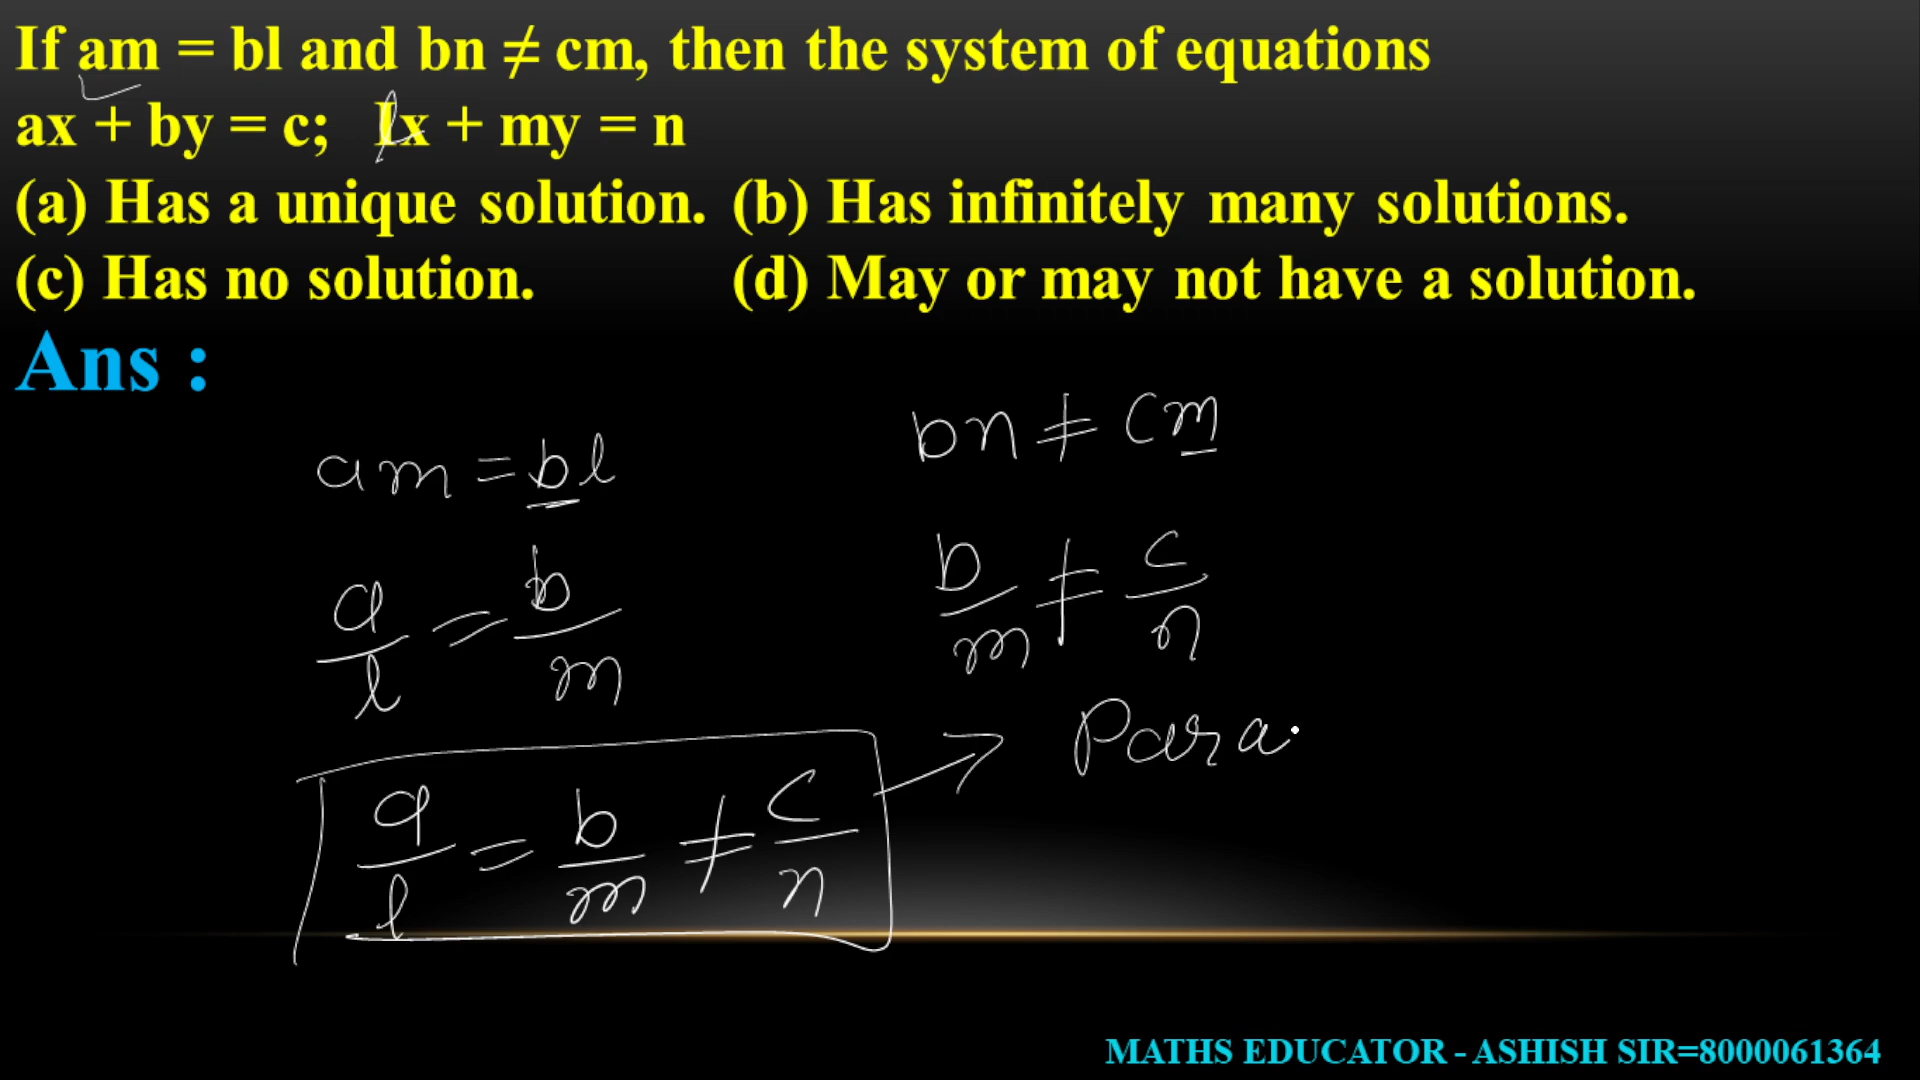 If am = bl and bn ≠ cm, then the system of equations
ax + by = c; lx + my = n
(a) Has a unique solution. (b) Has infinitely many solutions.
(c) Has no solution. (d) May or may not have a solution.
Ans :
am = bl
bn ≠ cm
a/l = b/m
b/m ≠ c/n
a/l = b/m ≠ c/n → Para
MATHS EDUCATOR - ASHISH SIR=8000061364